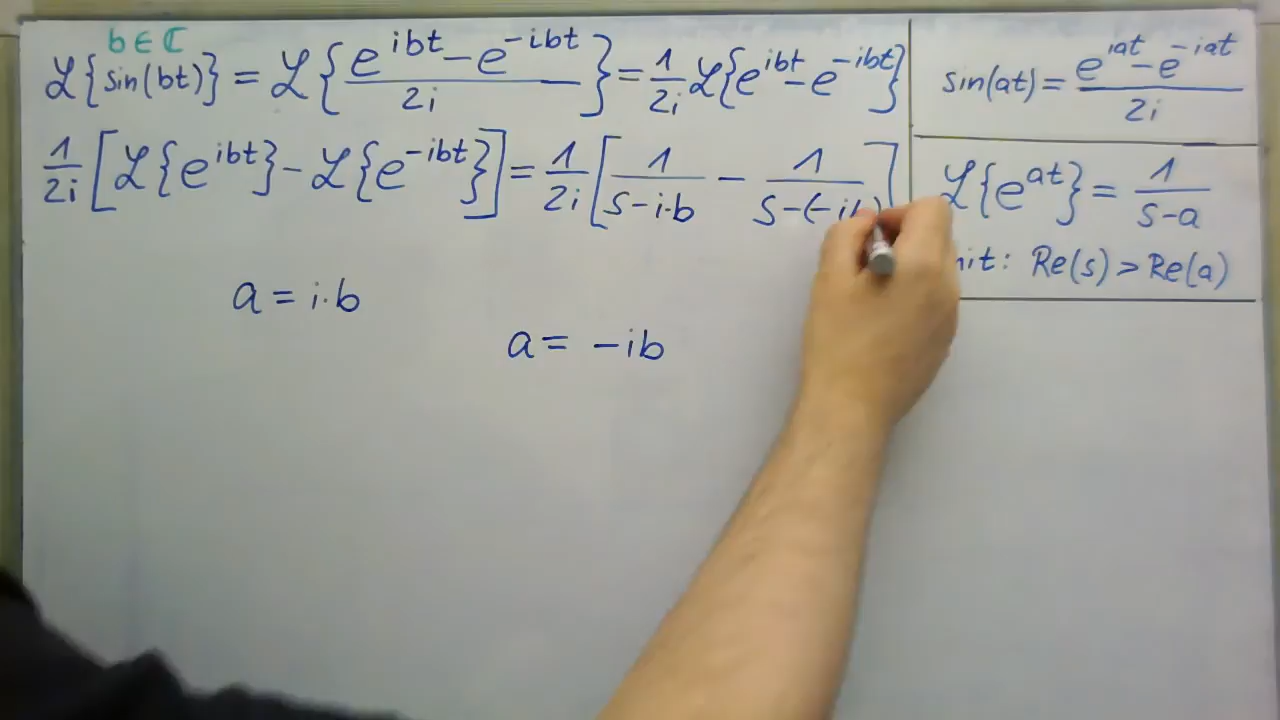 b ∈ ℂ
ℒ{sin(bt)} = ℒ{(e^{ibt} - e^{-ibt})/2i} = 1/2i ℒ{e^{ibt} - e^{-ibt}}
1/2i [ℒ{e^{ibt}} - ℒ{e^{-ibt}}] = 1/2i [1/(s-i·b) - 1/(s-(-ib)]
a = i·b
a = -ib
sin(at) = (e^{iat} - e^{-iat})/2i
ℒ{e^{at}} = 1/(s-a)
Re(s) > Re(a)